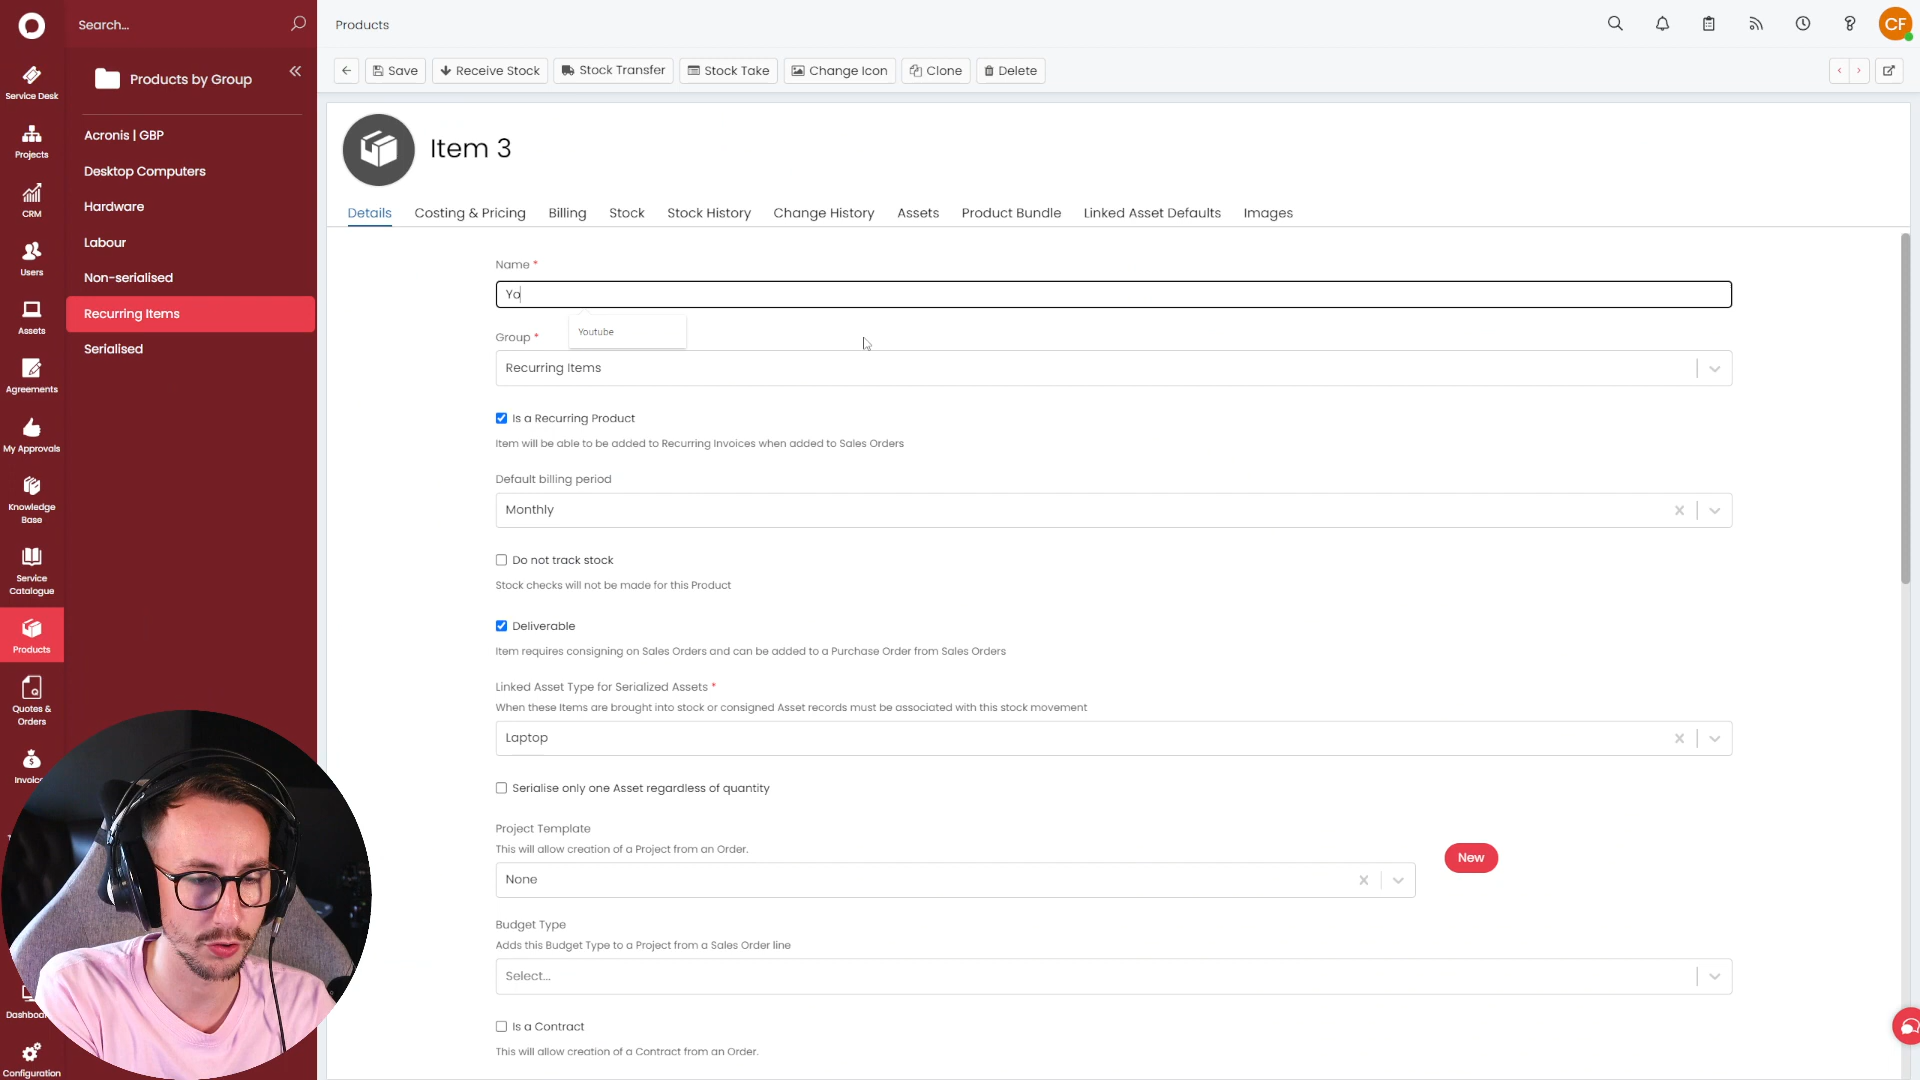 Search...
Products
CF
Service Desk
Products by Group
Save
Receive Stock
Stock Transfer
Stock Take
Change Icon
Clone
Delete
Projects
CRM
Users
Assets
Agreements
My Approvals
Knowledge
Base
Service
Catalogue
Products
Quotes &
Orders
Configuration
Acronis | GBP
Desktop Computers
Hardware
Labour
Non-serialised
Recurring Items
Serialised
Item 3
Details
Costing & Pricing
Billing
Stock
Stock History
Change History
Assets
Product Bundle
Linked Asset Defaults
Images
Name *
Yo
Youtube
Group *
Recurring Items
Is a Recurring Product
Item will be able to be added to Recurring Invoices when added to Sales Orders
Default billing period
Monthly
Do not track stock
Stock checks will not be made for this Product
Deliverable
Item requires consigning on Sales Orders and can be added to a Purchase Order from Sales Orders
Linked Asset Type for Serialized Assets *
When these Items are brought into stock or consigned Asset records must be associated with this stock movement
Laptop
Serialise only one Asset regardless of quantity
Project Template
This will allow creation of a Project from an Order.
None
New
Budget Type
Adds this Budget Type to a Project from a Sales Order line
Select...
Is a Contract
This will allow creation of a Contract from an Order.